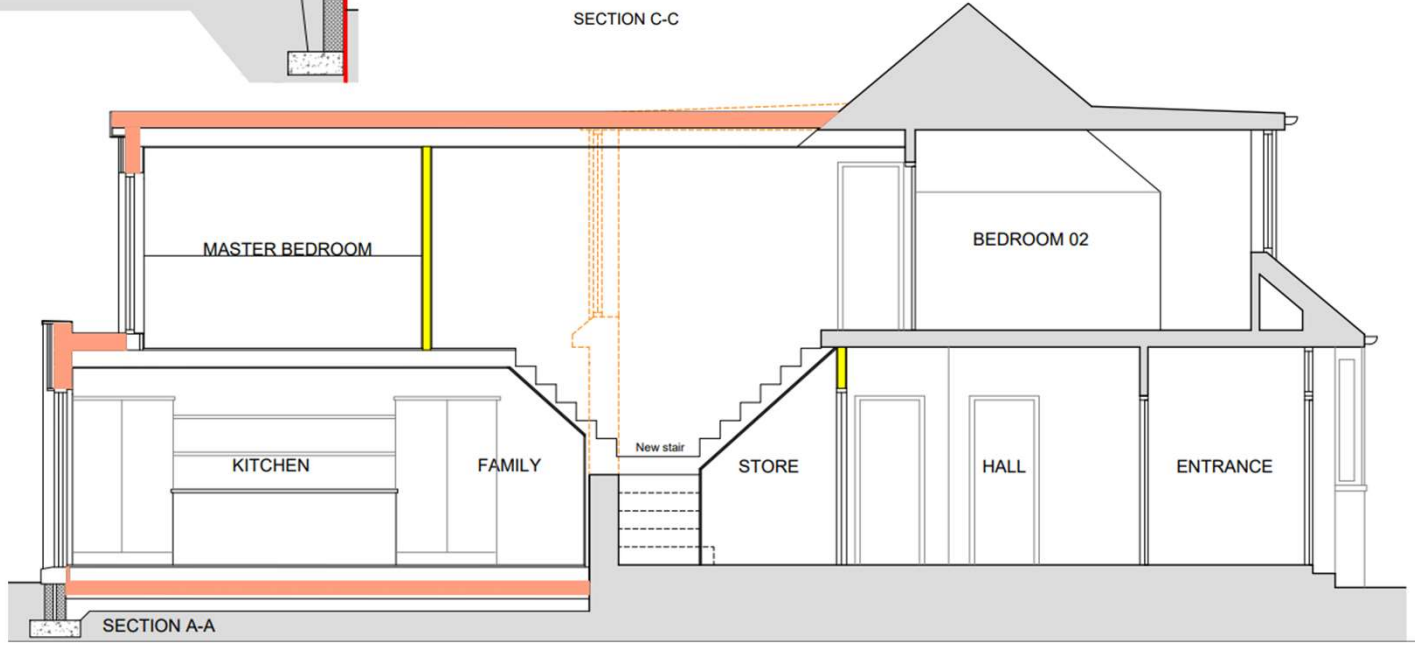 SECTION C-C
MASTER BEDROOM
BEDROOM 02
New stair
KITCHEN
FAMILY
STORE
HALL
ENTRANCE
SECTION A-A